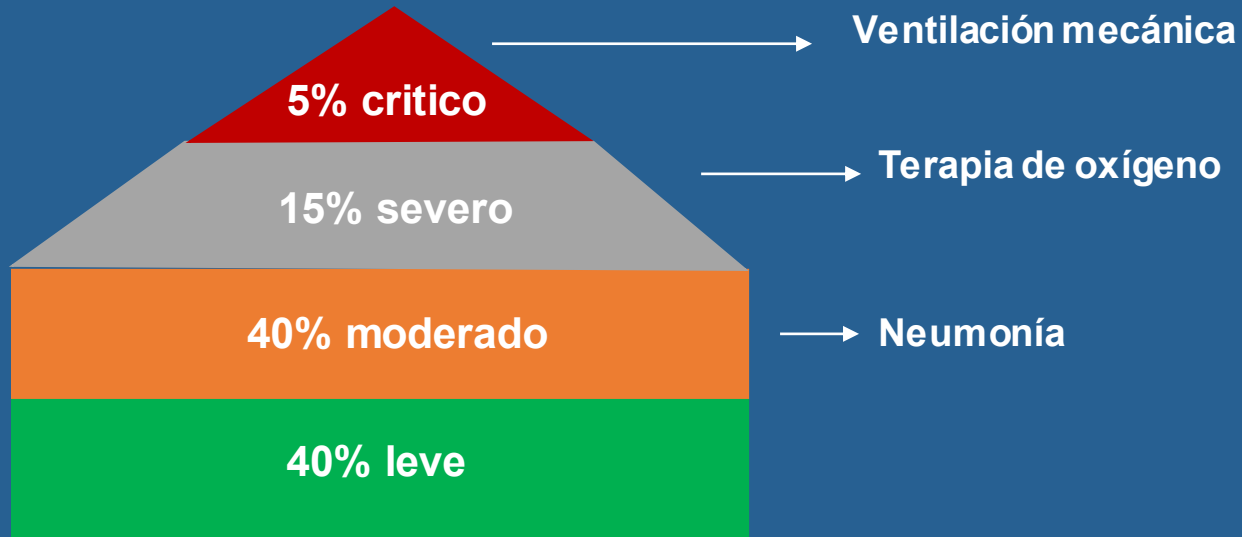 Ventilación mecánica
5% critico
Terapia de oxígeno
15% severo
40% moderado
Neumonía
40% leve